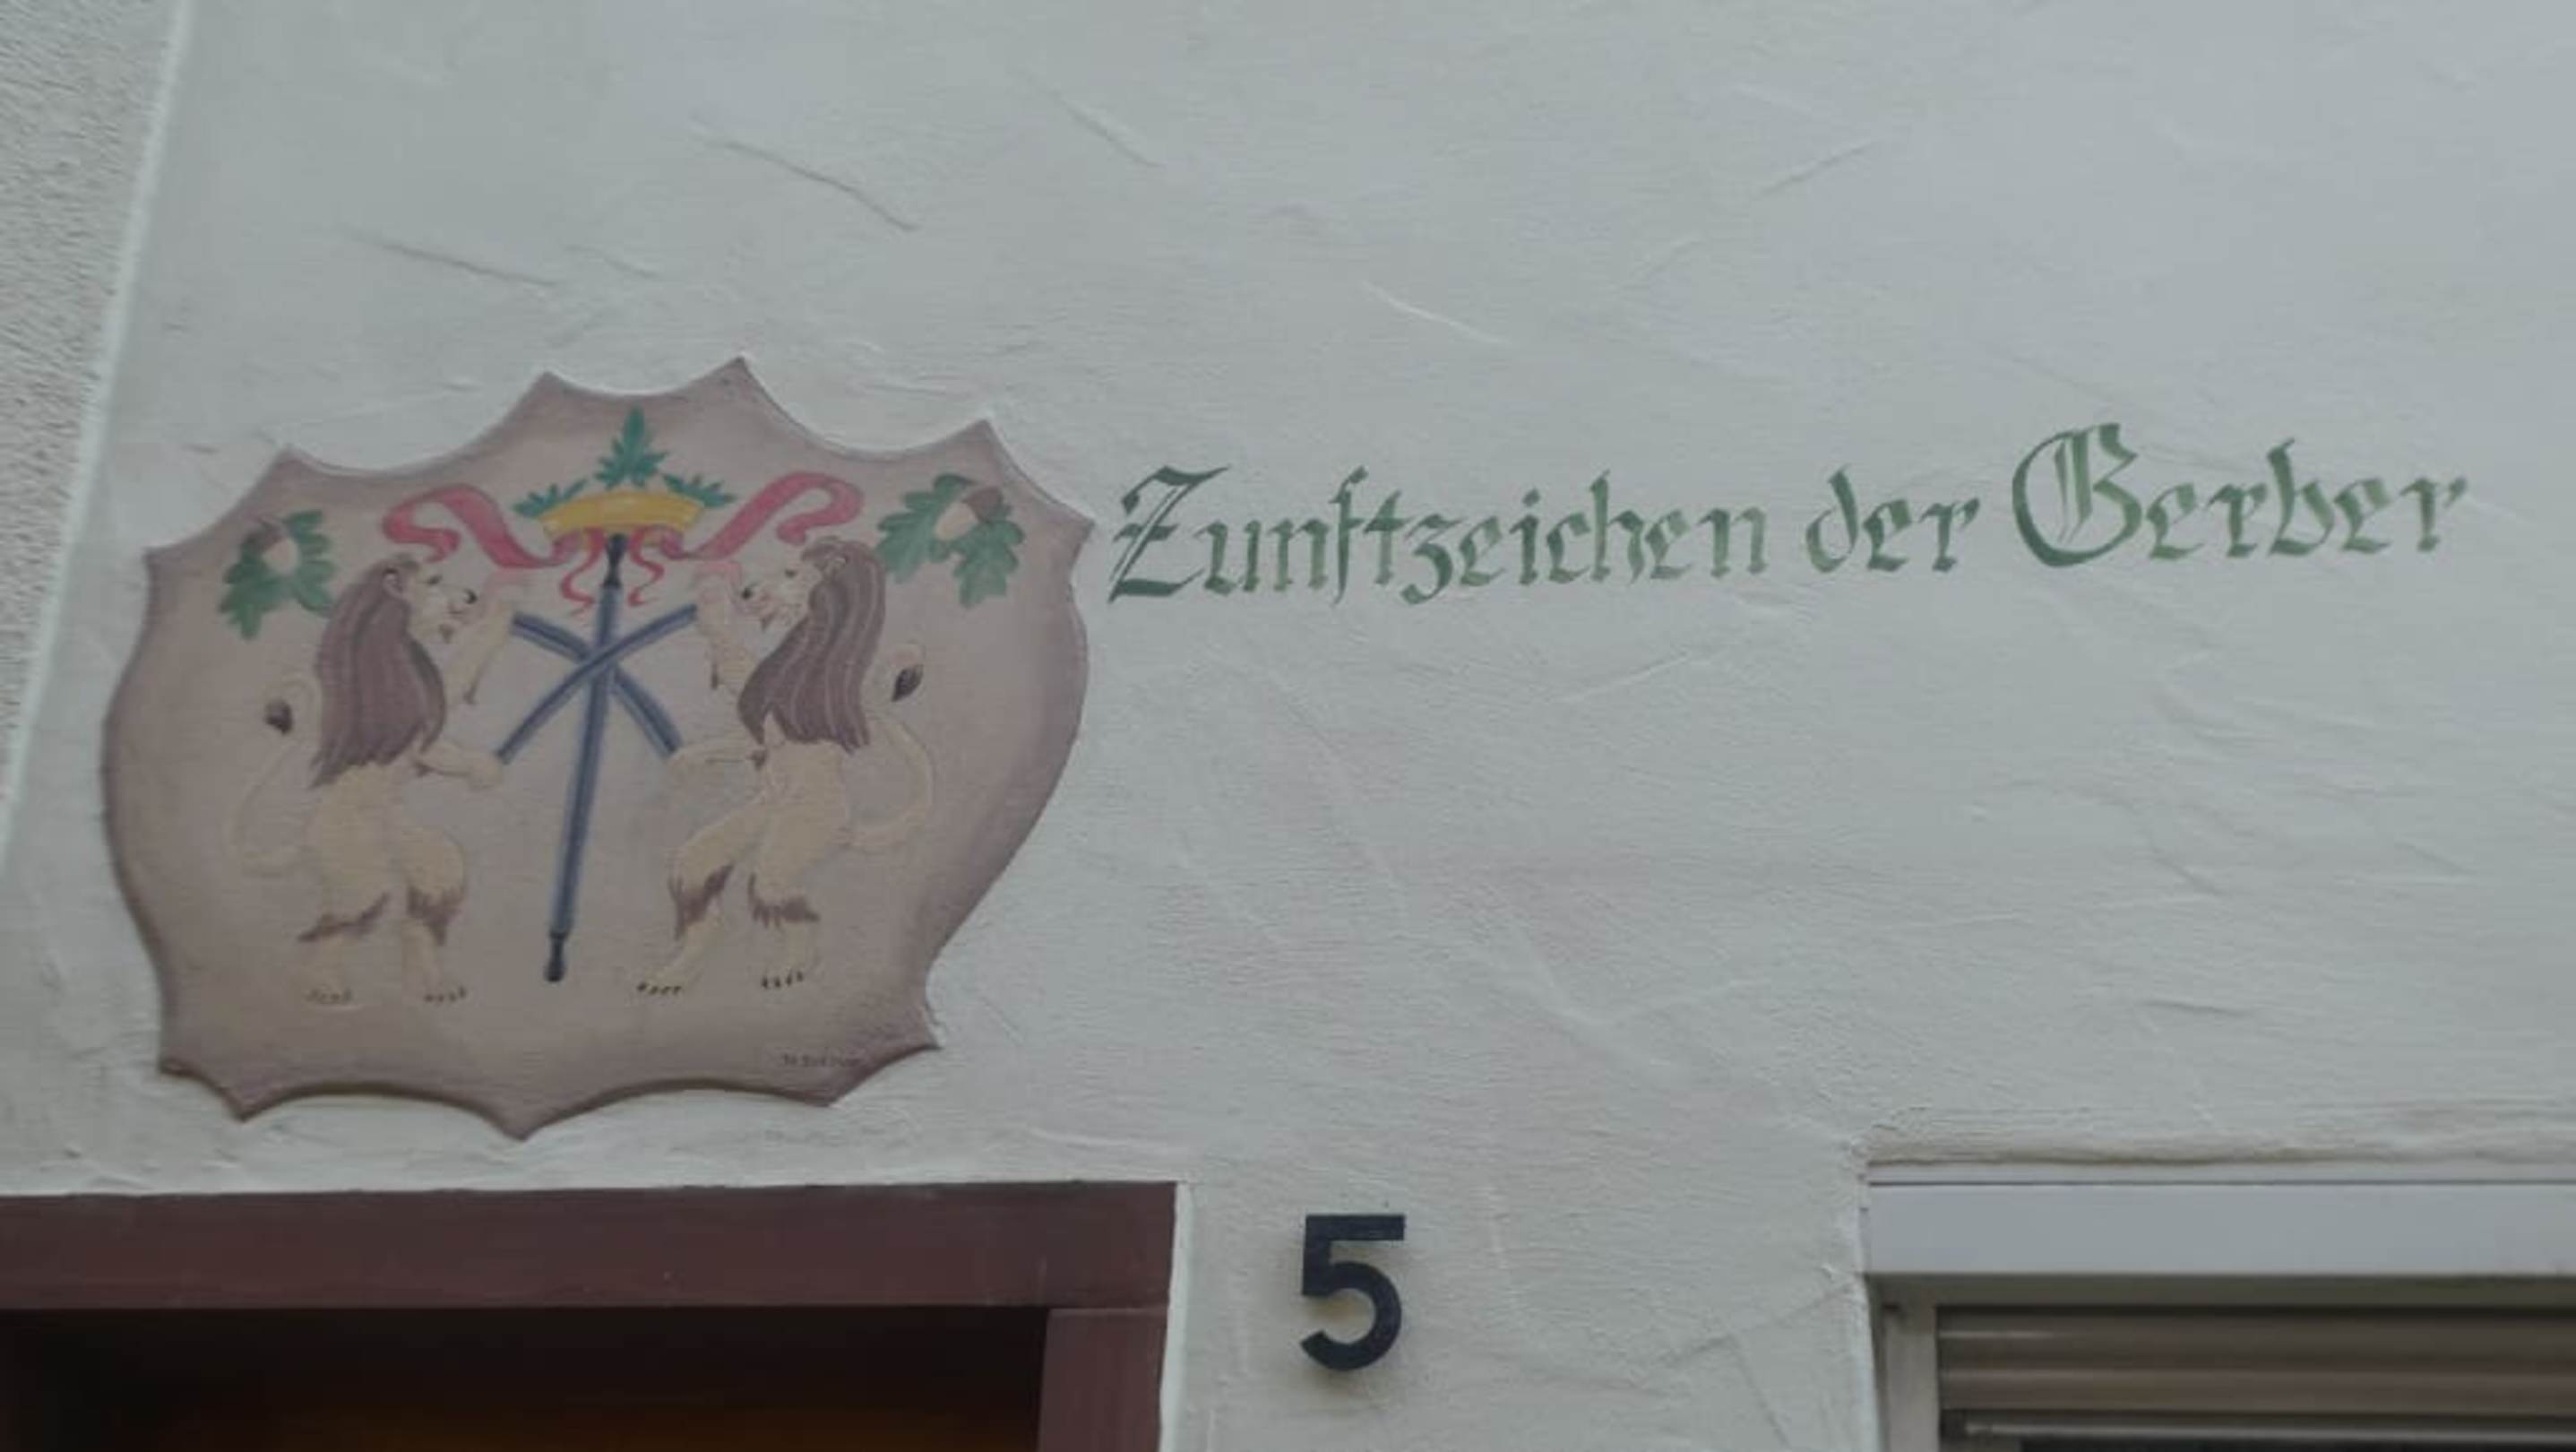 Zunftzeichen der Gerber
5